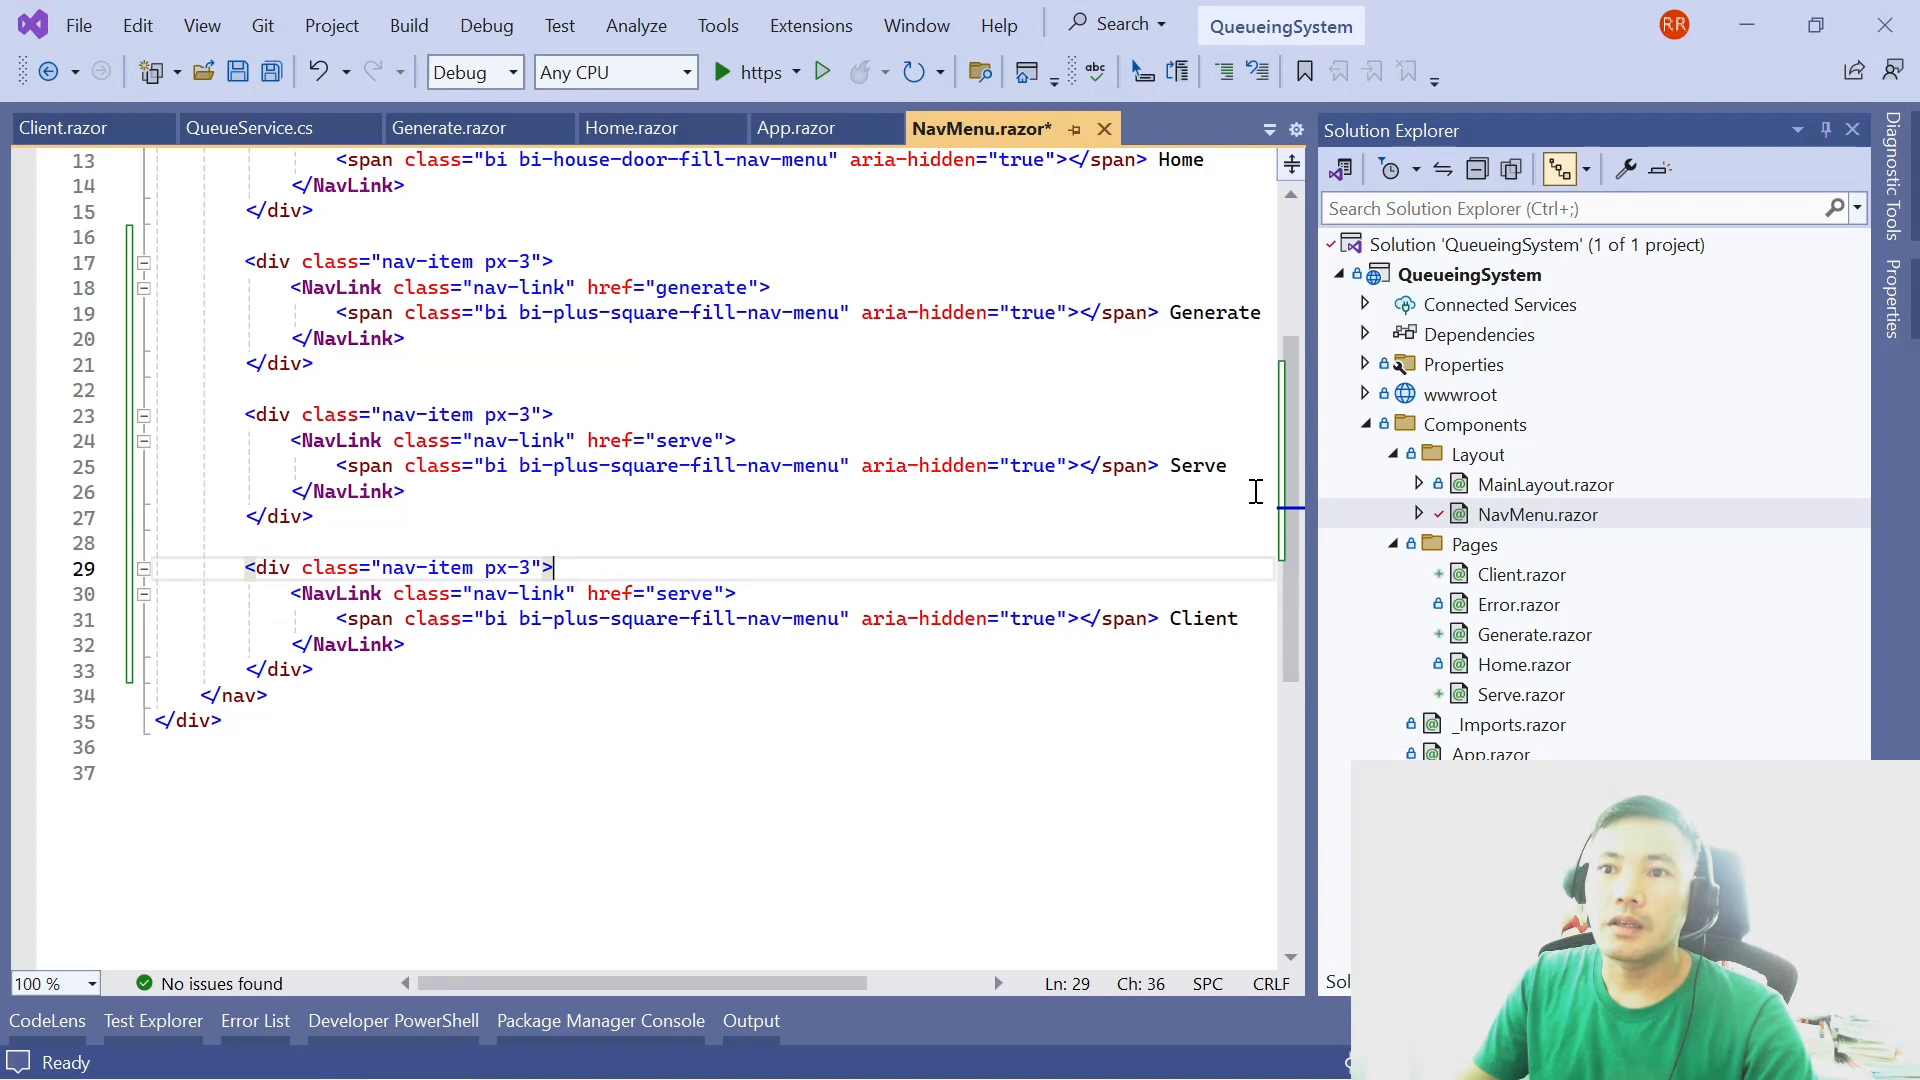 File Edit View Git Project Build Debug Test Analyze Tools Extensions Window Help Search QueueingSystem RR
Debug Any CPU https abc
Client.razor QueueService.cs Generate.razor Home.razor App.razor NavMenu.razor*
13 <span class="bi bi-house-door-fill-nav-menu" aria-hidden="true"></span> Home
14 </NavLink>
15 </div>
16
17 <div class="nav-item px-3">
18 <NavLink class="nav-link" href="generate">
19 <span class="bi bi-plus-square-fill-nav-menu" aria-hidden="true"></span> Generate
20 </NavLink>
21 </div>
22
23 <div class="nav-item px-3">
24 <NavLink class="nav-link" href="serve">
25 <span class="bi bi-plus-square-fill-nav-menu" aria-hidden="true"></span> Serve
26 </NavLink>
27 </div>
28
29 <div class="nav-item px-3">
30 <NavLink class="nav-link" href="serve">
31 <span class="bi bi-plus-square-fill-nav-menu" aria-hidden="true"></span> Client
32 </NavLink>
33 </div>
34 </nav>
35 </div>
36
37
100 % No issues found Ln: 29 Ch: 36 SPC CRLF
CodeLens Test Explorer Error List Developer PowerShell Package Manager Console Output
Ready
Solution Explorer
Search Solution Explorer (Ctrl+;)
Solution 'QueueingSystem' (1 of 1 project)
QueueingSystem
Connected Services
Dependencies
Properties
wwwroot
Components
Layout
MainLayout.razor
NavMenu.razor
Pages
Client.razor
Error.razor
Generate.razor
Home.razor
Serve.razor
_Imports.razor
App.razor
Sol
Diagnostic Tools
Properties